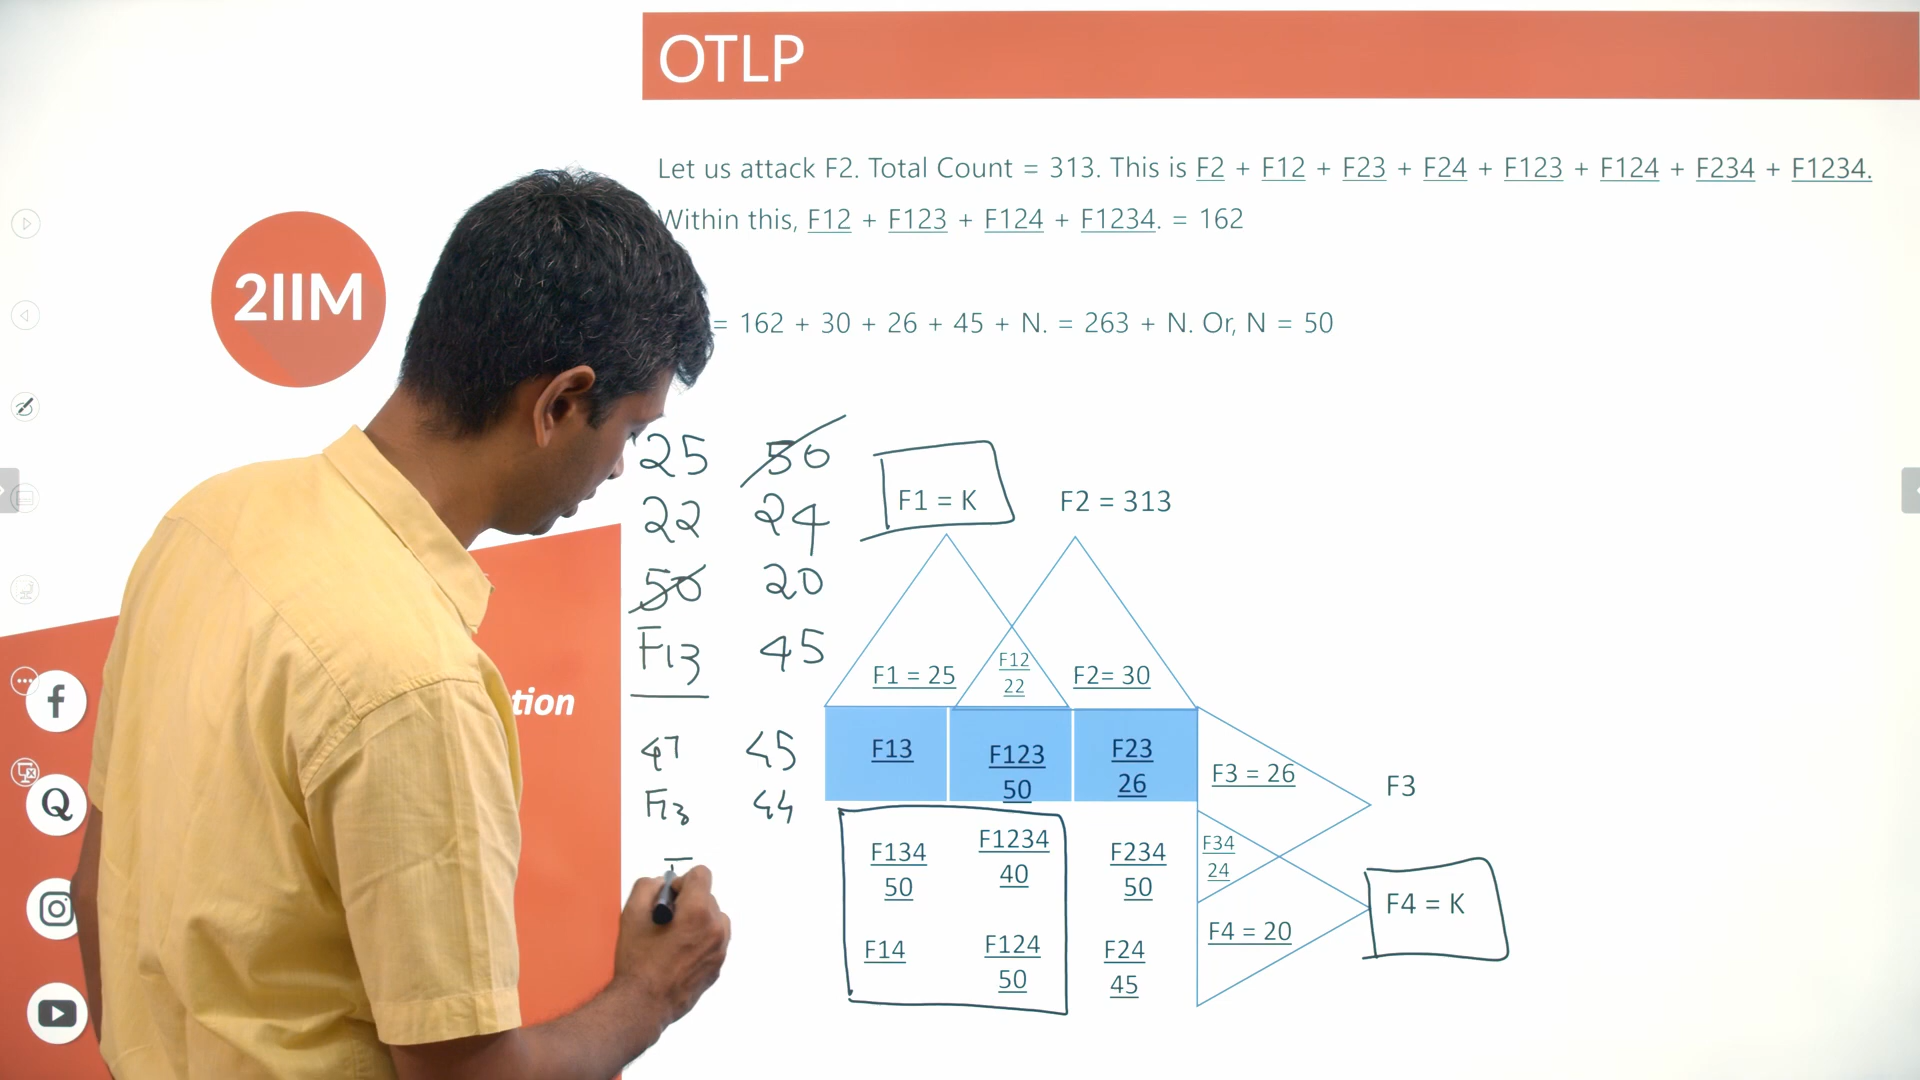 OTLP
Let us attack F2. Total Count = 313. This is F2 + F12 + F23 + F24 + F123 + F124 + F234 + F1234.
Within this, F12 + F123 + F124 + F1234. = 162
2IIM
= 162 + 30 + 26 + 45 + N. = 263 + N. Or, N = 50
25 50
22 24
50 20
F13 45
47 45
F13 44
F1 = K
F2 = 313
F1 = 25
F12
22
F2= 30
F13
F123
50
F23
26
F3 = 26
F3
F134
50
F1234
40
F234
50
F34
24
F4 = K
F14
F124
50
F24
45
F4 = 20
tion
f
Q